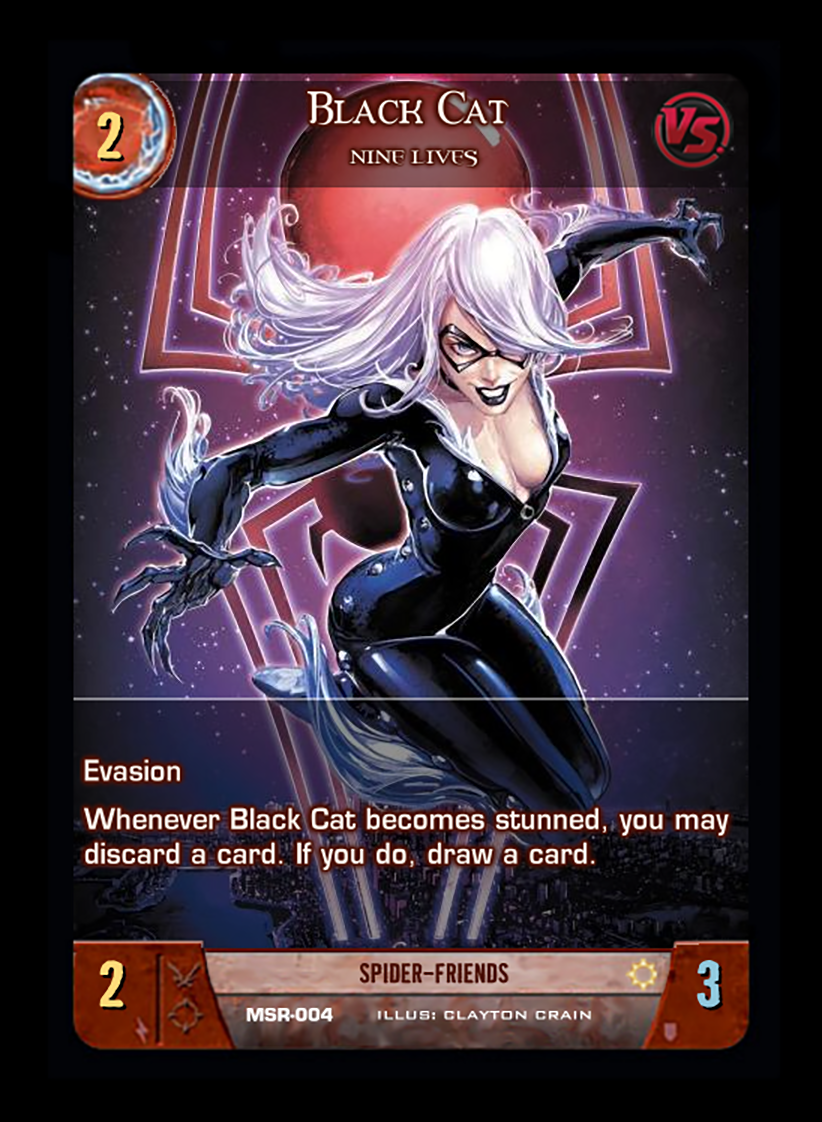 2
BLACK CAT
NINE LIVES
VS.
Evasion
Whenever Black Cat becomes stunned, you may
discard a card. If you do, draw a card.
2
SPIDER-FRIENDS
3
MSR-004 ILLUS: CLAYTON CRAIN